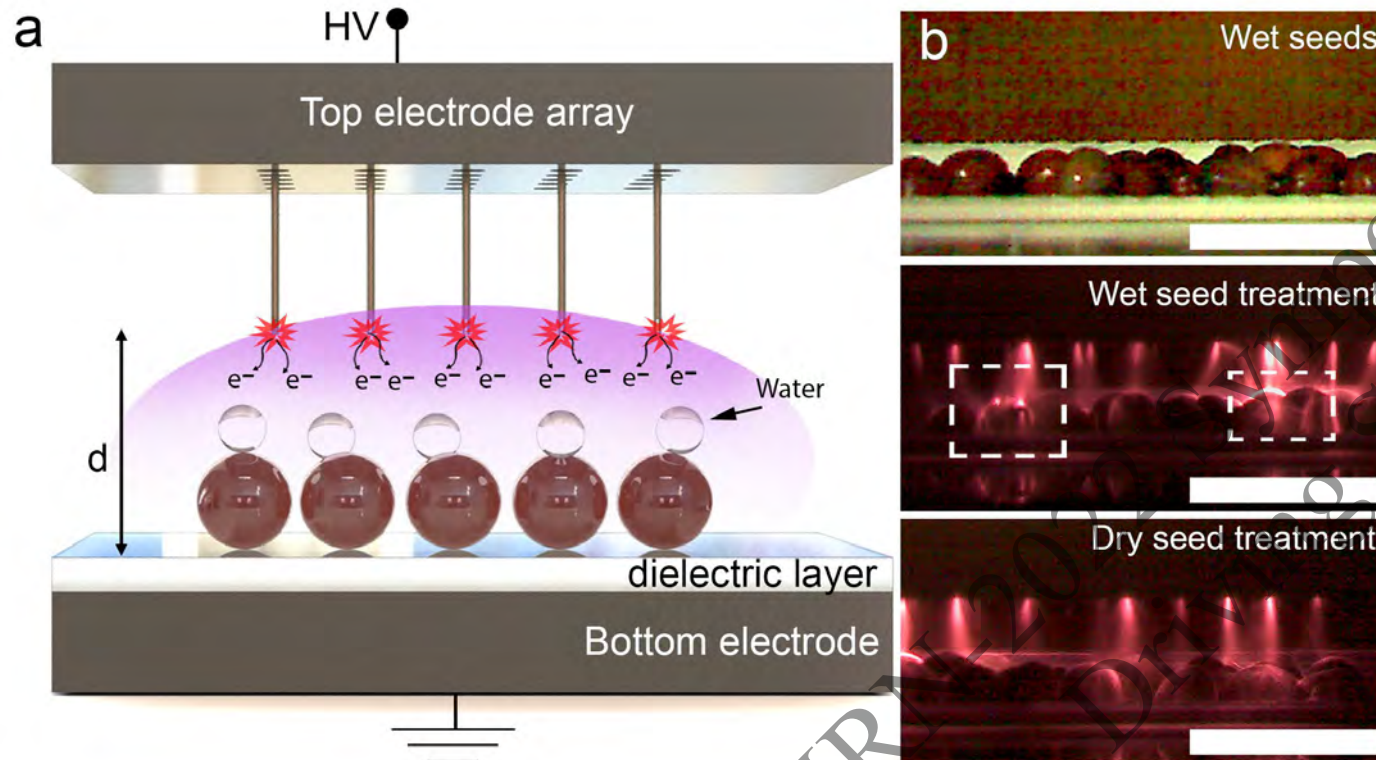 a
HV
Top electrode array
e⁻ e⁻ e⁻ e⁻ e⁻ e⁻ e⁻ e⁻ e⁻ e⁻
Water
d
dielectric layer
Bottom electrode
b
Wet seeds
Wet seed treatment
Dry seed treatment